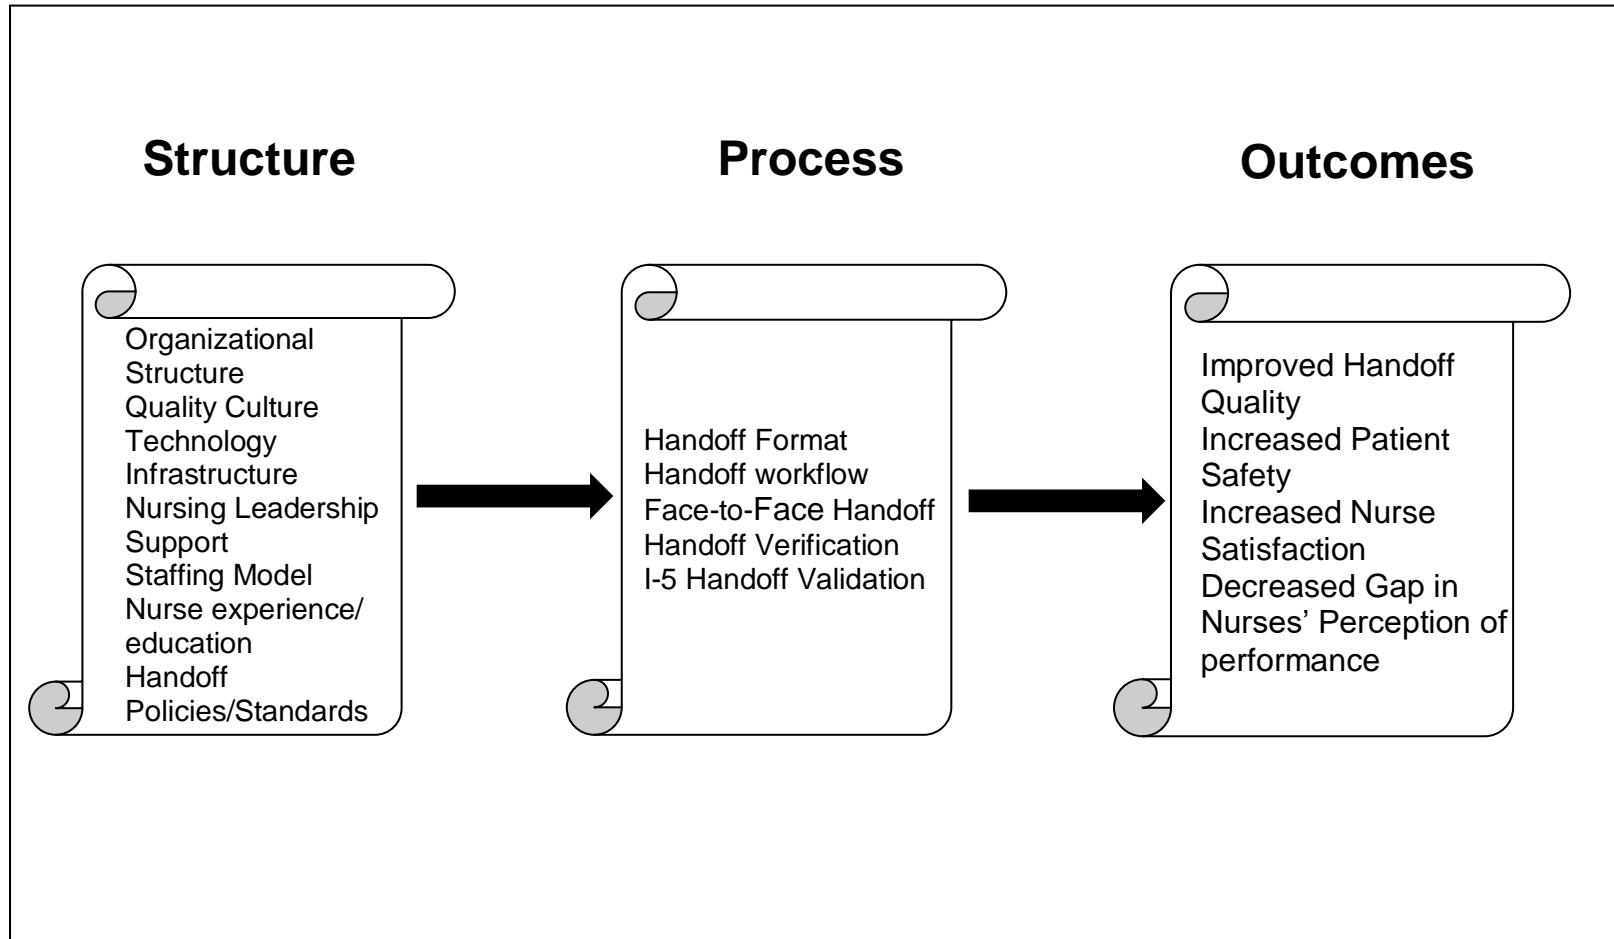 Structure
Process
Outcomes
Organizational
Structure
Quality Culture
Technology
Infrastructure
Nursing Leadership
Support
Staffing Model
Nurse experience/
education
Handoff
Policies/Standards
Handoff Format
Handoff workflow
Face-to-Face Handoff
Handoff Verification
I-5 Handoff Validation
Improved Handoff
Quality
Increased Patient
Safety
Increased Nurse
Satisfaction
Decreased Gap in
Nurses’ Perception of
performance